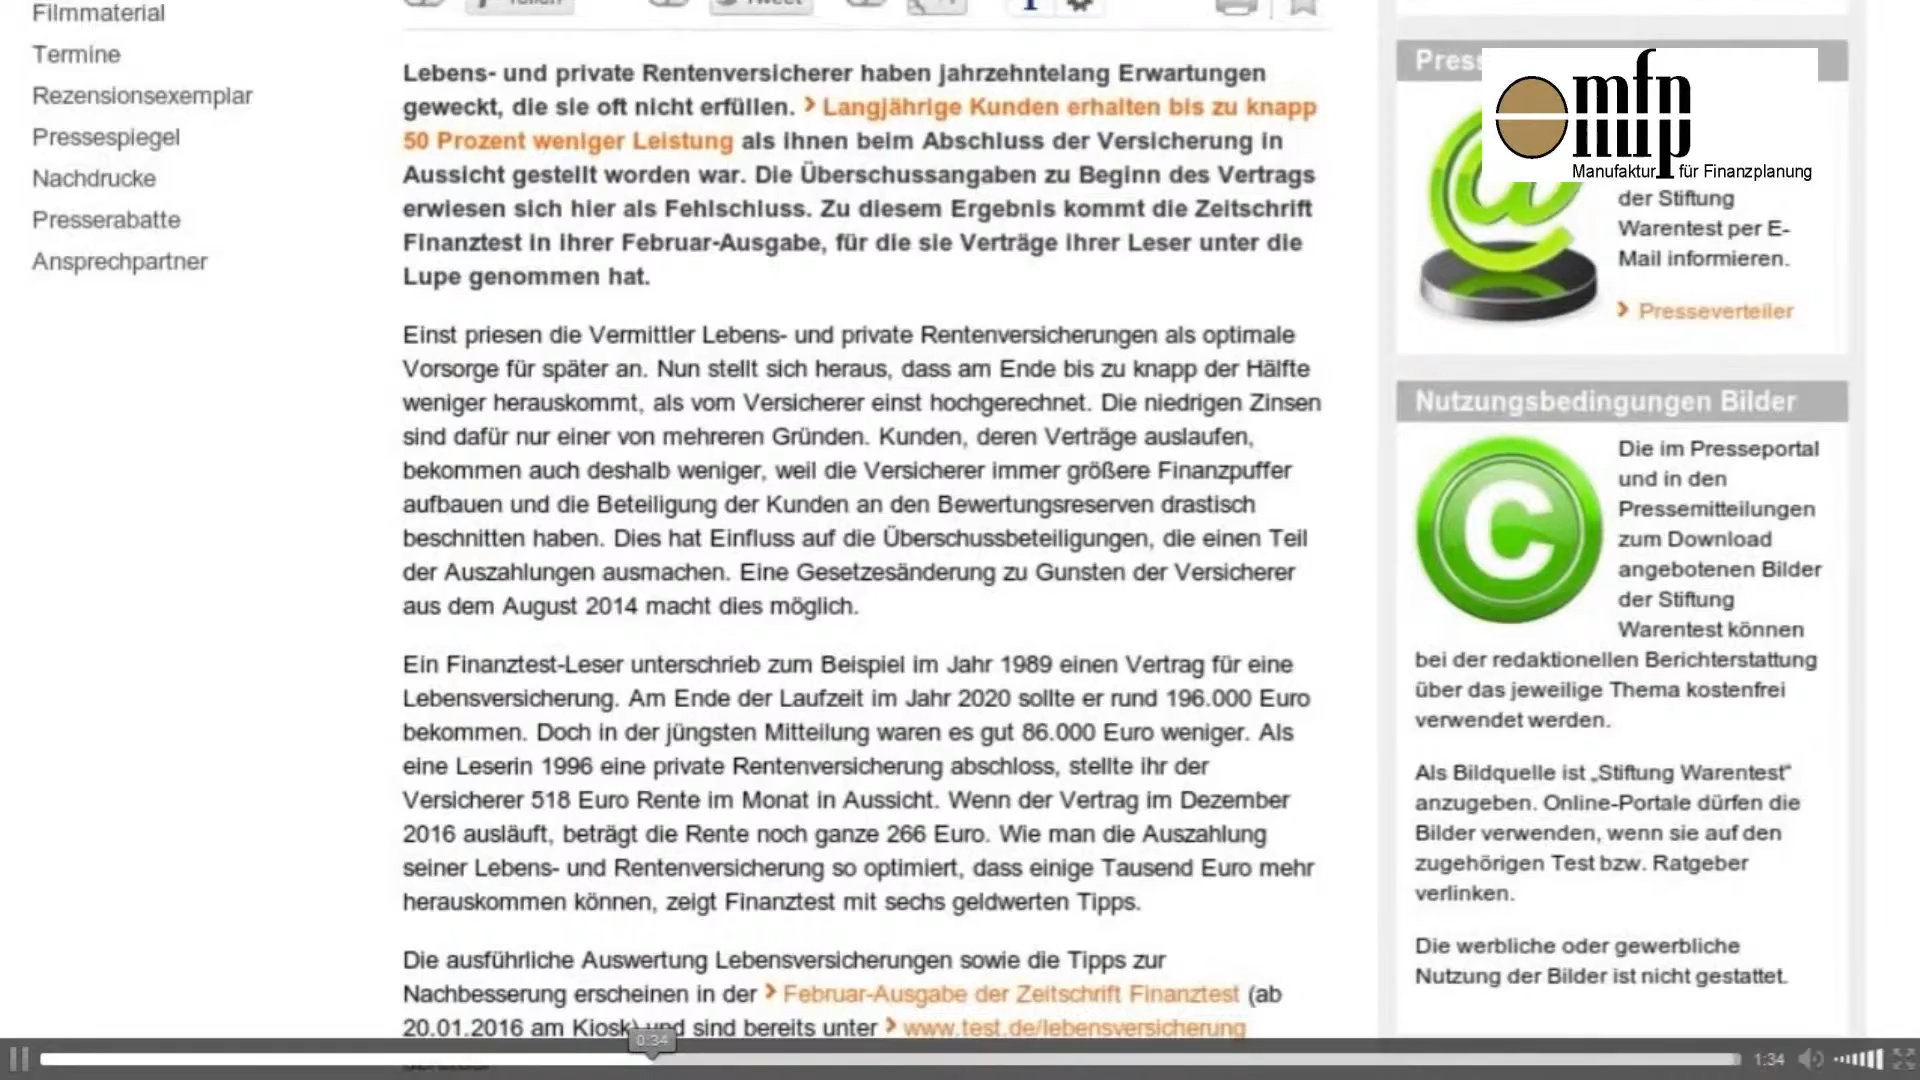 Filmmaterial
Termine
Rezensionsexemplar
Pressespiegel
Nachdrucke
Presserabatte
Ansprechpartner
Teilen
Tweet
Lebens- und private Rentenversicherer haben jahrzehntelang Erwartungen
geweckt, die sie oft nicht erfüllen. Langjährige Kunden erhalten bis zu knapp
50 Prozent weniger Leistung als ihnen beim Abschluss der Versicherung in
Aussicht gestellt worden war. Die Überschussangaben zu Beginn des Vertrags
erwiesen sich hier als Fehlschluss. Zu diesem Ergebnis kommt die Zeitschrift
Finanztest in ihrer Februar-Ausgabe, für die sie Verträge ihrer Leser unter die
Lupe genommen hat.
Einst priesen die Vermittler Lebens- und private Rentenversicherungen als optimale
Vorsorge für später an. Nun stellt sich heraus, dass am Ende bis zu knapp der Hälfte
weniger herauskommt, als vom Versicherer einst hochgerechnet. Die niedrigen Zinsen
sind dafür nur einer von mehreren Gründen. Kunden, deren Verträge auslaufen,
bekommen auch deshalb weniger, weil die Versicherer immer größere Finanzpuffer
aufbauen und die Beteiligung der Kunden an den Bewertungsreserven drastisch
beschnitten haben. Dies hat Einfluss auf die Überschussbeteiligungen, die einen Teil
der Auszahlungen ausmachen. Eine Gesetzesänderung zu Gunsten der Versicherer
aus dem August 2014 macht dies möglich.
Ein Finanztest-Leser unterschrieb zum Beispiel im Jahr 1989 einen Vertrag für eine
Lebensversicherung. Am Ende der Laufzeit im Jahr 2020 sollte er rund 196.000 Euro
bekommen. Doch in der jüngsten Mitteilung waren es gut 86.000 Euro weniger. Als
eine Leserin 1996 eine private Rentenversicherung abschloss, stellte ihr der
Versicherer 518 Euro Rente im Monat in Aussicht. Wenn der Vertrag im Dezember
2016 ausläuft, beträgt die Rente noch ganze 266 Euro. Wie man die Auszahlung
seiner Lebens- und Rentenversicherung so optimiert, dass einige Tausend Euro mehr
herauskommen können, zeigt Finanztest mit sechs geldwerten Tipps.
Die ausführliche Auswertung Lebensversicherungen sowie die Tipps zur
Nachbesserung erscheinen in der Februar-Ausgabe der Zeitschrift Finanztest (ab
20.01.2016 am Kiosk) und sind bereits unter www.test.de/lebensversicherung
mfp
Manufaktur für Finanzplanung
der Stiftung
Warentest per E-
Mail informieren.
Presseverteiler
Nutzungsbedingungen Bilder
Die im Presseportal
und in den
Pressemitteilungen
zum Download
angebotenen Bilder
der Stiftung
Warentest können
bei der redaktionellen Berichterstattung
über das jeweilige Thema kostenfrei
verwendet werden.
Als Bildquelle ist „Stiftung Warentest"
anzugeben. Online-Portale dürfen die
Bilder verwenden, wenn sie auf den
zugehörigen Test bzw. Ratgeber
verlinken.
Die werbliche oder gewerbliche
Nutzung der Bilder ist nicht gestattet.
0:34
1:34